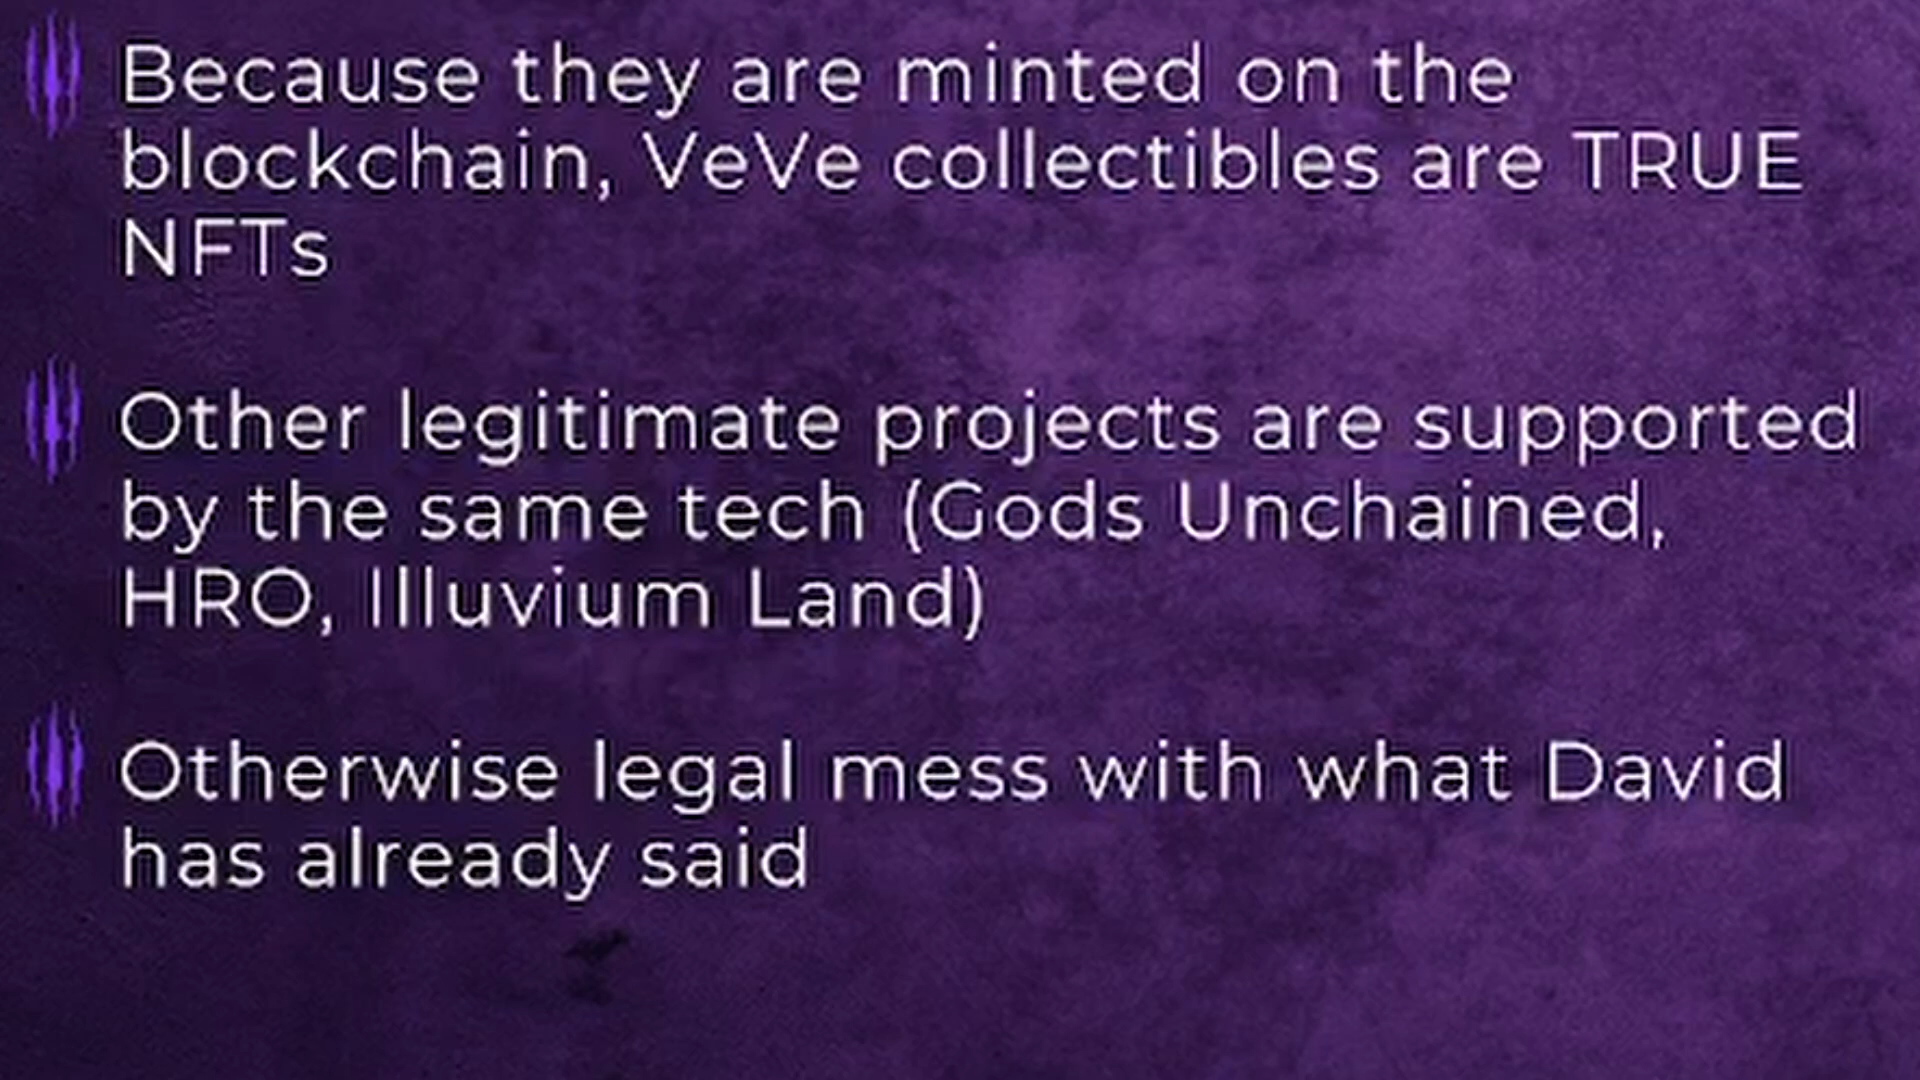 Because they are minted on the
blockchain, VeVe collectibles are TRUE
NFTs
Other legitimate projects are supported
by the same tech (Gods Unchained,
HRO, Illuvium Land)
Otherwise legal mess with what David
has already said